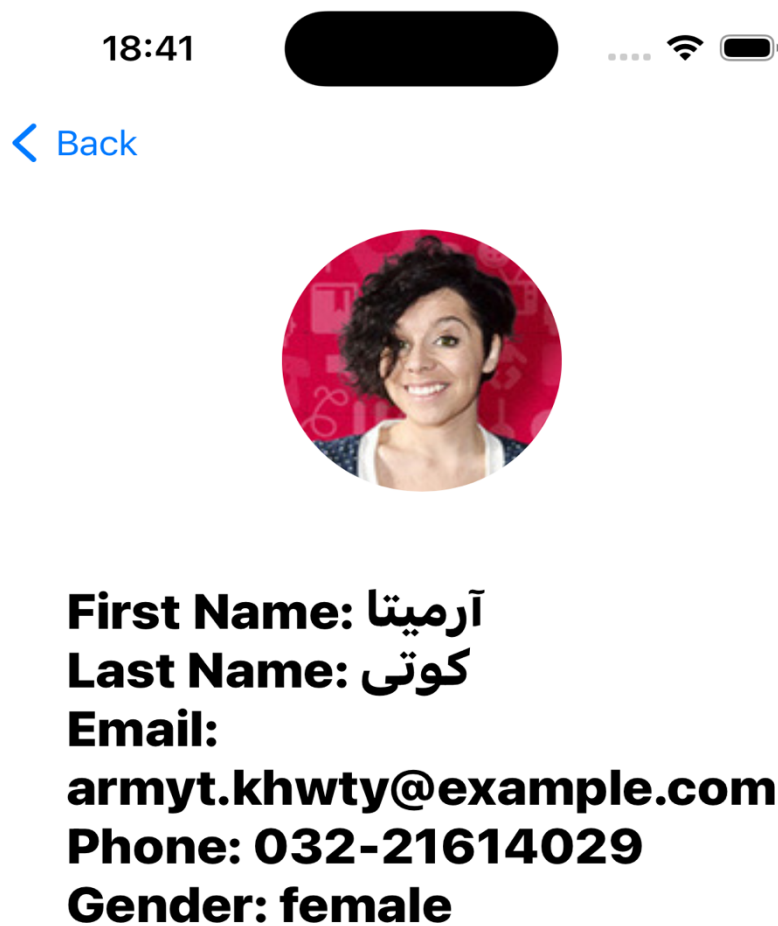 18:41
Back
First Name: آرمیتا
Last Name: کوتی
Email:
armyt.khwty@example.com
Phone: 032-21614029
Gender: female